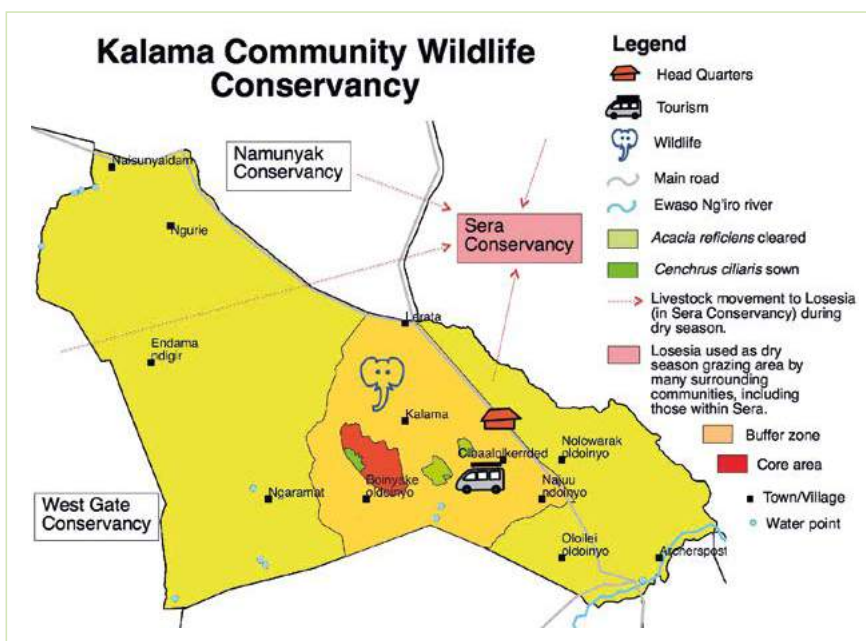 Kalama Community Wildlife
Conservancy
Legend
Head Quarters
Tourism
Wildlife
Main road
Ewaso Ng'iro river
Acacia reficiens cleared
Cenchrus ciliaris sown
Livestock movement to Losesia
(in Sera Conservancy) during
dry season.
Losesia used as dry
season grazing area by
many surrounding
communities, including
those within Sera.
Buffer zone
Core area
Town/Village
Water point
Namunyak
Conservancy
Naisunyaidam
Ngurie
Sera
Conservancy
Lerata
Endama
ndigir
Kalama
Nolowarak
oldoinyo
Ngaramat
Boinyoke
oldoinyo
Najuu
ndoinyo
West Gate
Conservancy
Oloilei
oldoinyo
Archerspost